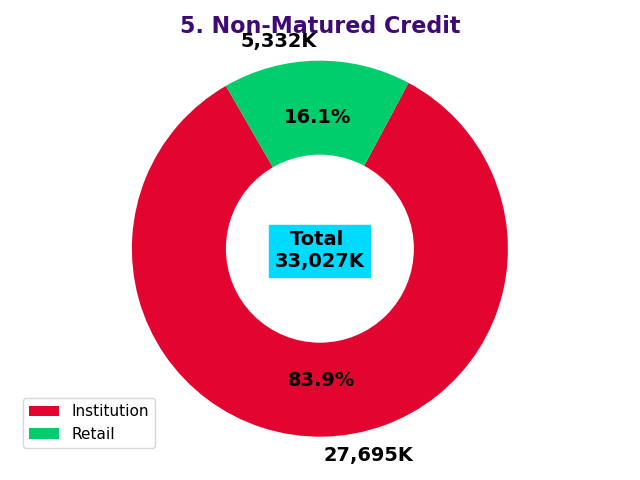 5. Non-Matured Credit
5,332K
16.1%
Total
33,027K
83.9%
Institution
Retail
27,695K